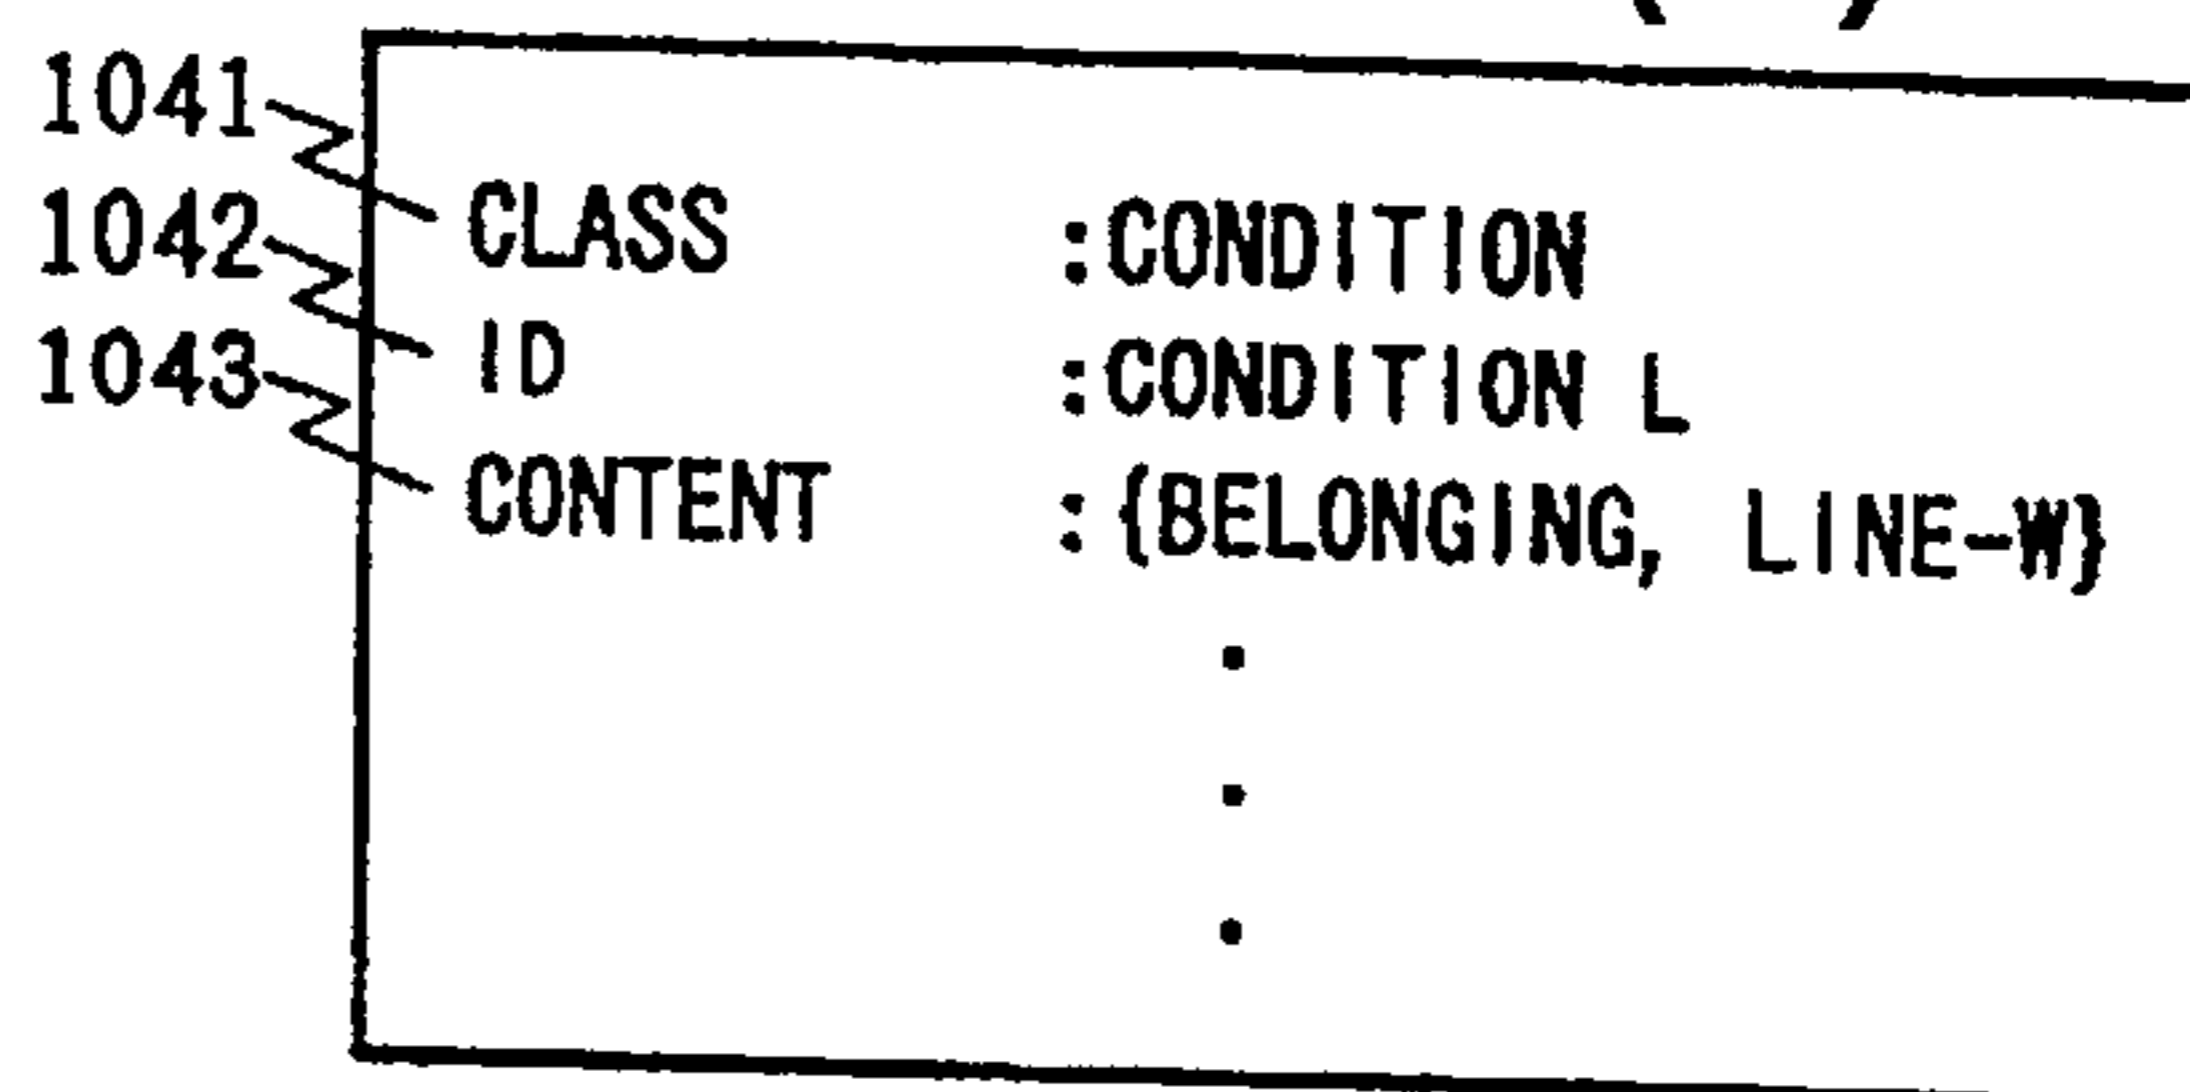 1041
CLASS :CONDITION
1042
ID :CONDITION L
1043
CONTENT :{BELONGING, LINE-W}